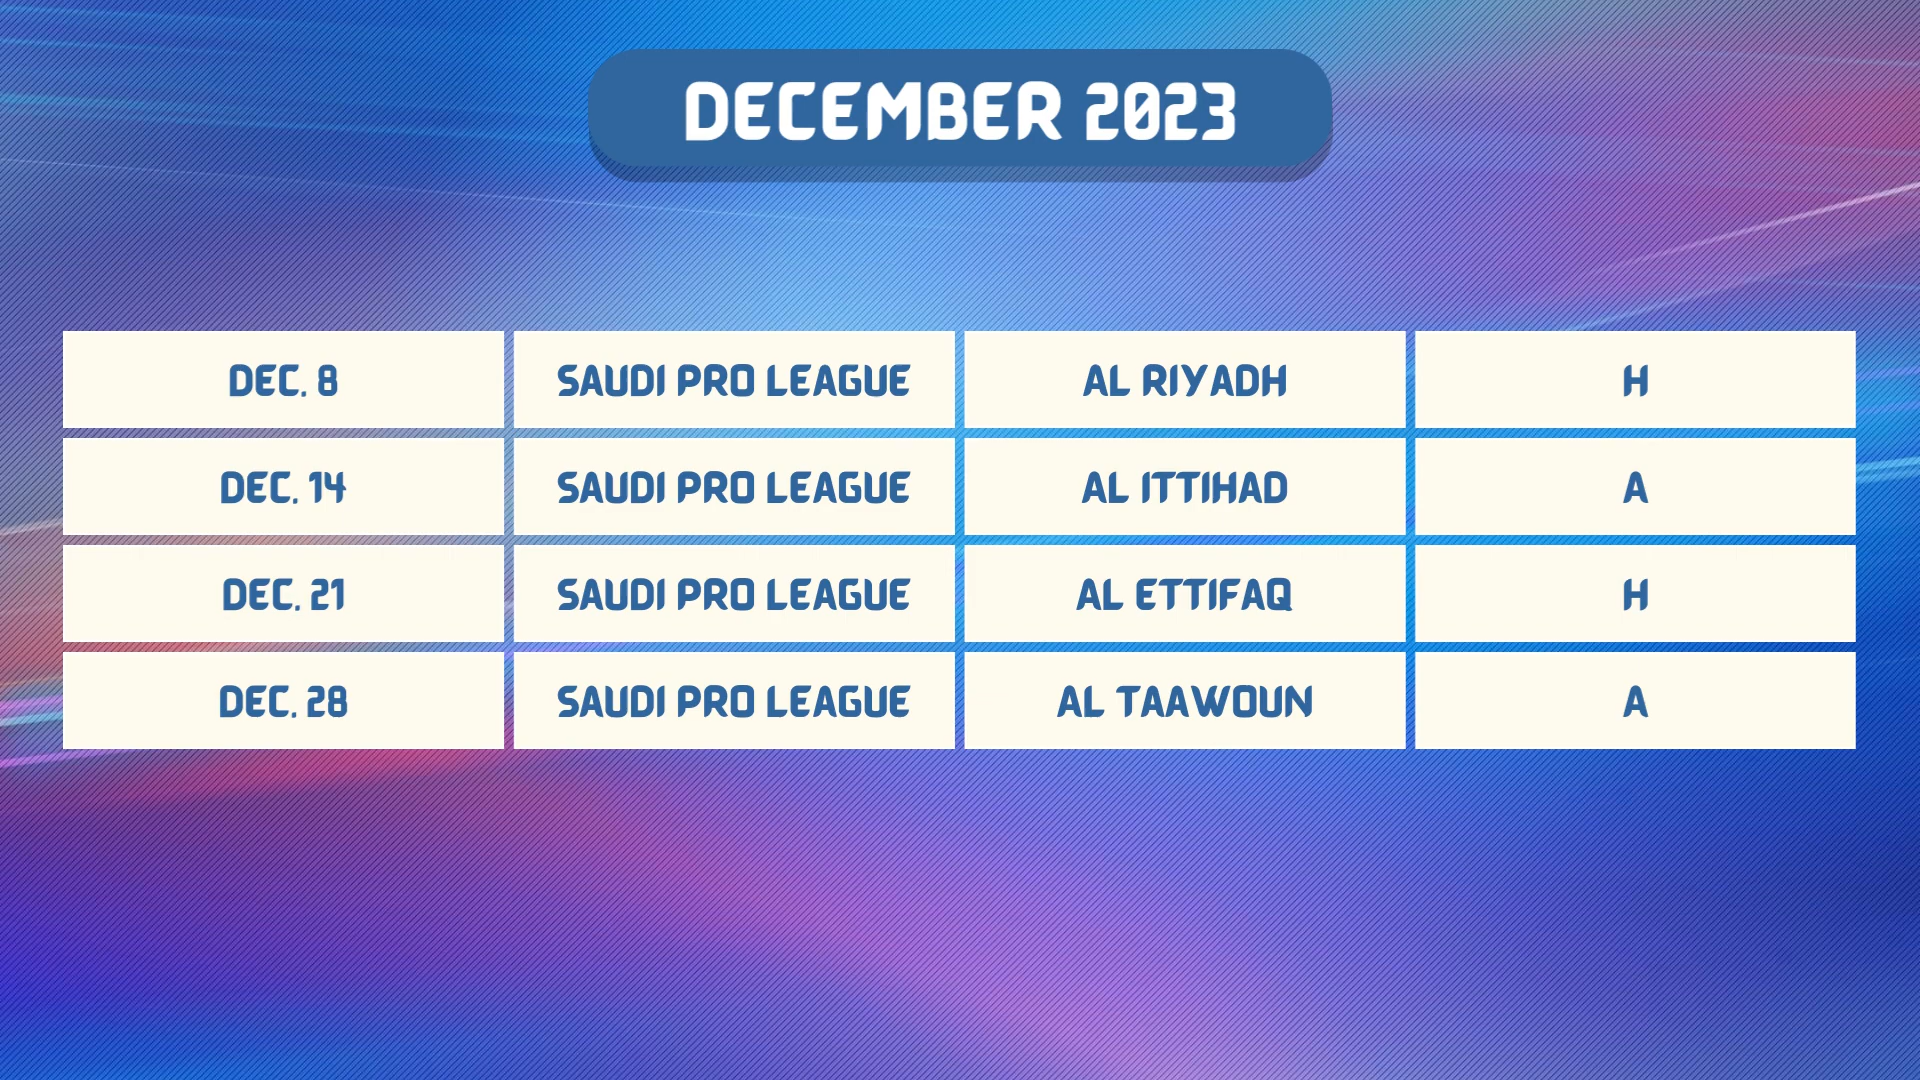 DECEMBER 2023
DEC. 8 SAUDI PRO LEAGUE AL RIYADH H
DEC. 14 SAUDI PRO LEAGUE AL ITTIHAD A
DEC. 21 SAUDI PRO LEAGUE AL ETTIFAQ H
DEC. 28 SAUDI PRO LEAGUE AL TAAWOUN A